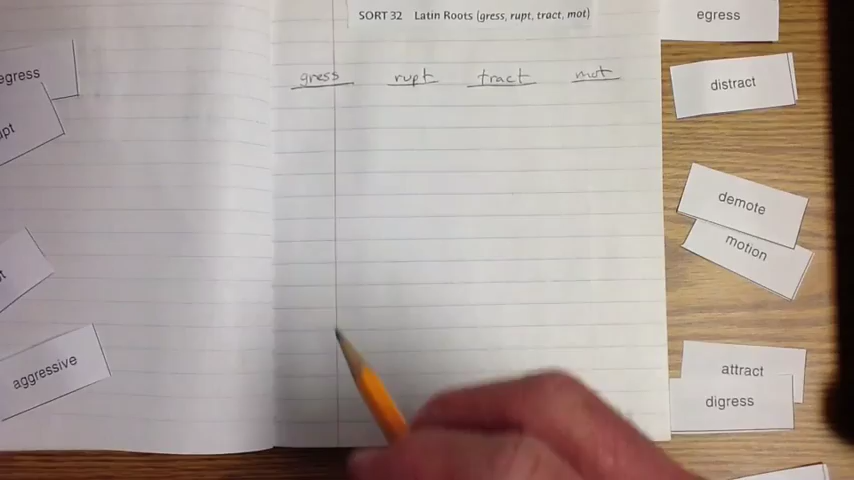 SORT 32 Latin Roots (gress, rupt, tract, mot)
gress rupt tract mot
egress
distract
demote
motion
attract
digress
egress
upt
aggressive